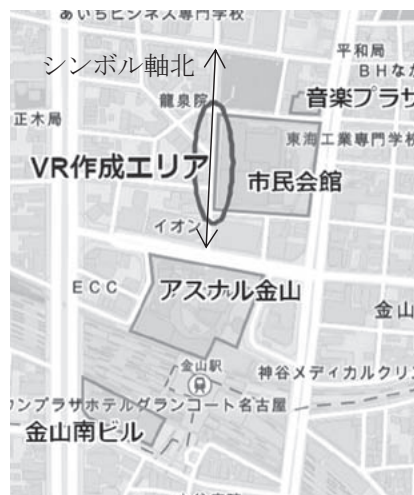 あいちビジネス専門学校
シンボル軸北
平和局
BHなか
龍泉院
音楽プラザ
正木局
東海工業専門学校
VR作成エリア
市民会館
イオン
ECC
アスナル金山
金山
金山駅
神谷メディカルクリニ
ウンプラザホテルグランコート名古屋
金山南ビル